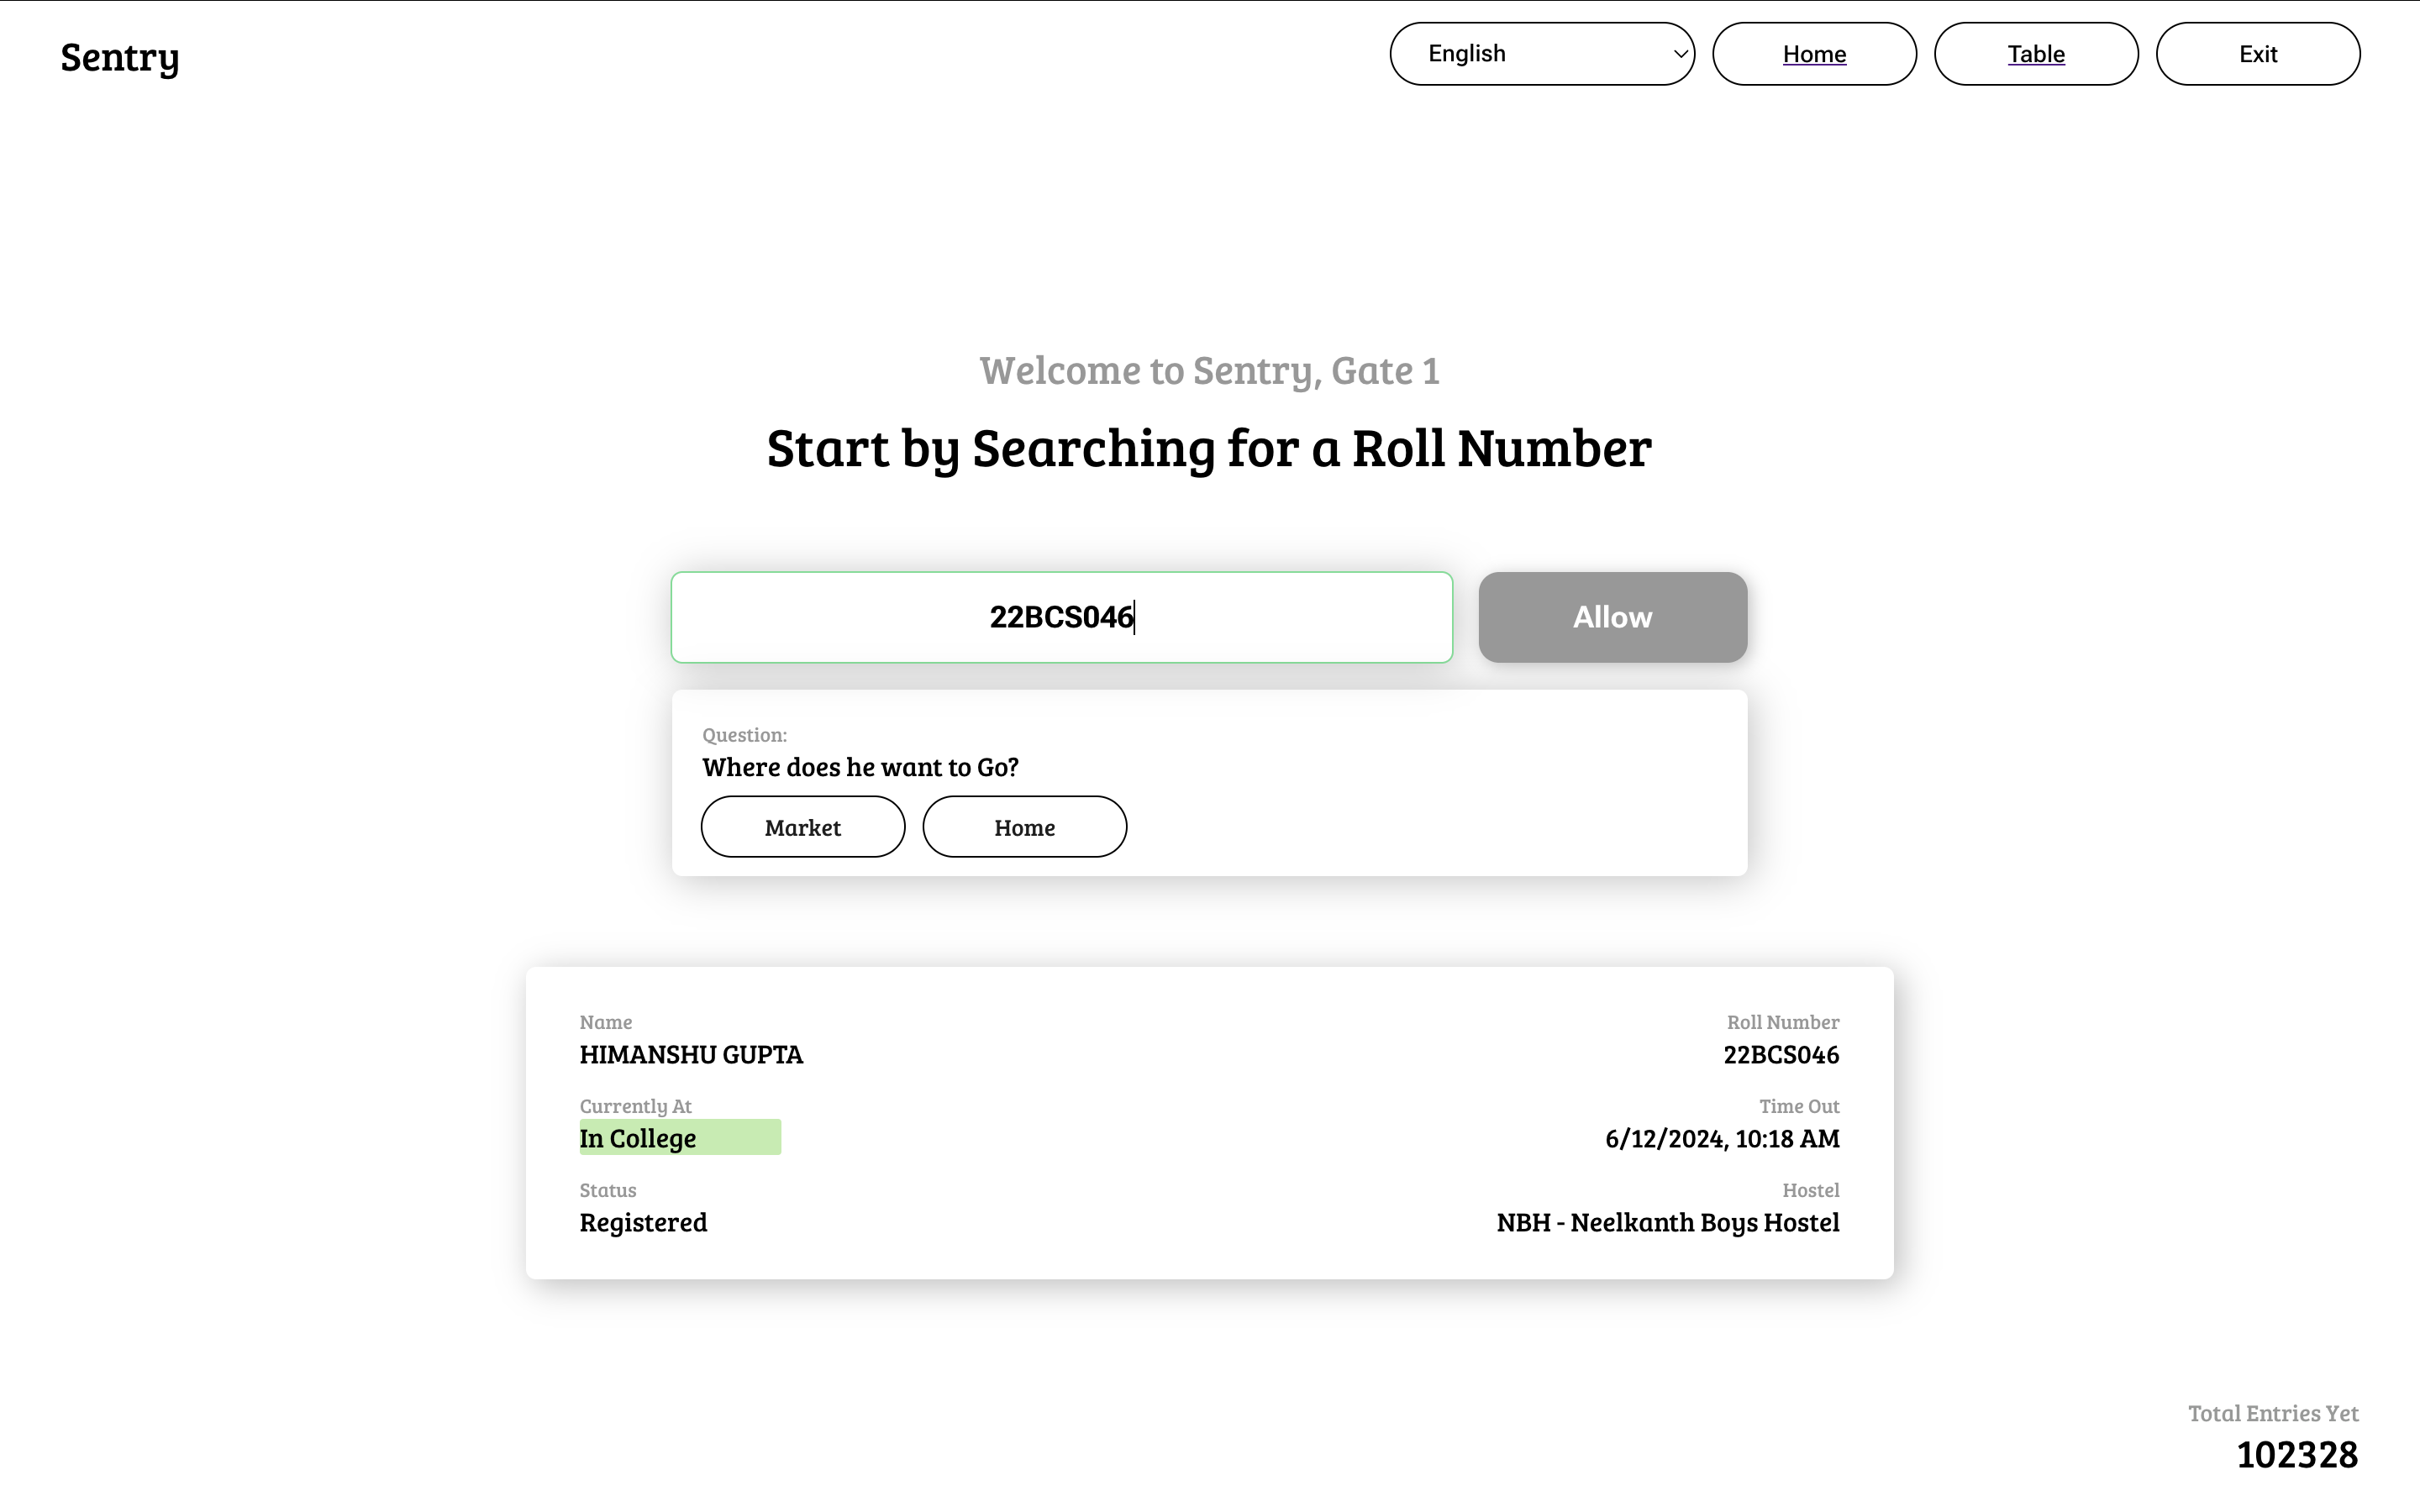 Sentry
English
Home
Table
Exit
Welcome to Sentry, Gate 1
Start by Searching for a Roll Number
22BCS046
Allow
Question:
Where does he want to Go?
Market
Home
Name
HIMANSHU GUPTA
Roll Number
22BCS046
Currently At
In College
Time Out
6/12/2024, 10:18 AM
Status
Registered
Hostel
NBH - Neelkanth Boys Hostel
Total Entries Yet
102328